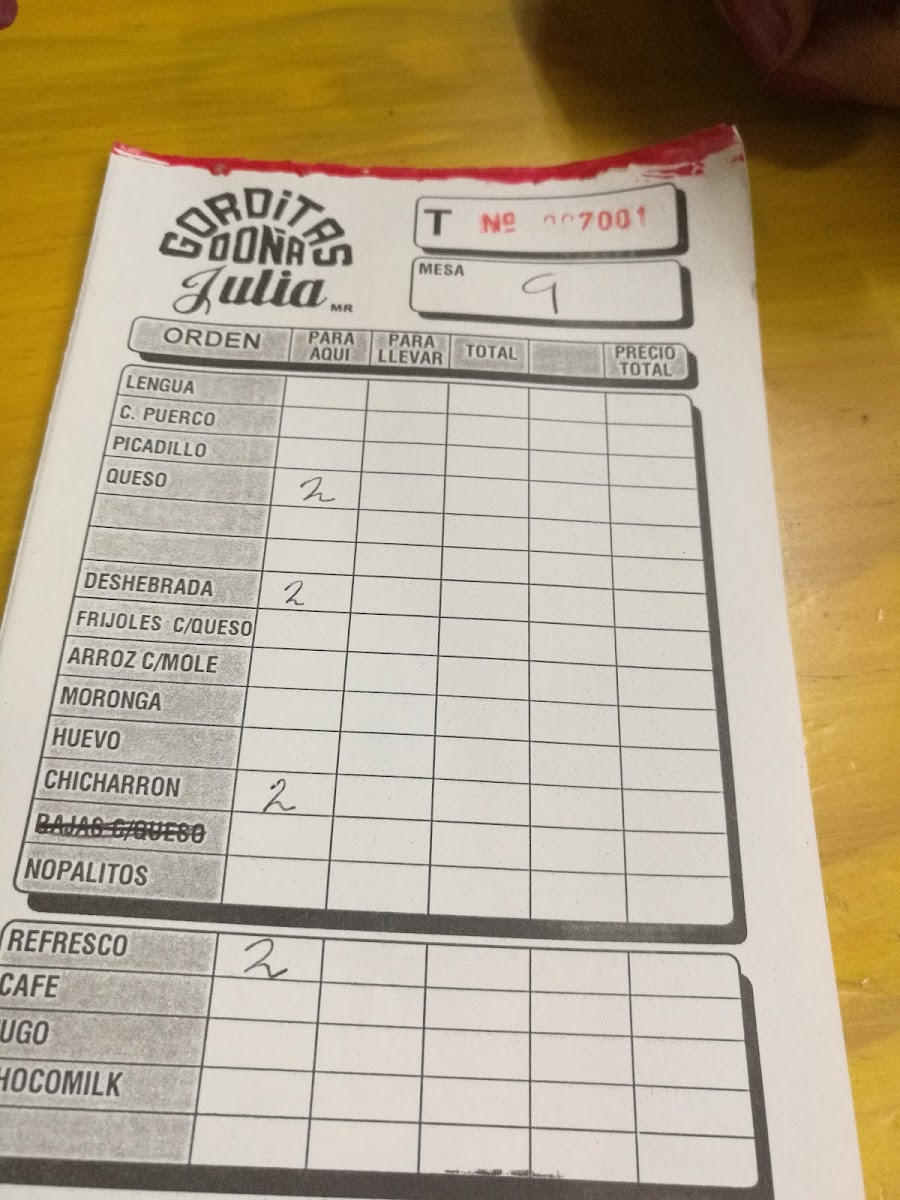 GORDITAS
DOÑA
Julia MR
T Nº 007001
MESA 9
ORDEN PARA AQUI PARA LLEVAR TOTAL PRECIO TOTAL
LENGUA
C. PUERCO
PICADILLO
QUESO 2
DESHEBRADA 2
FRIJOLES C/QUESO
ARROZ C/MOLE
MORONGA
HUEVO
CHICHARRON 2
RAJAS C/QUESO
NOPALITOS
REFRESCO 2
CAFE
UGO
HOCOMILK